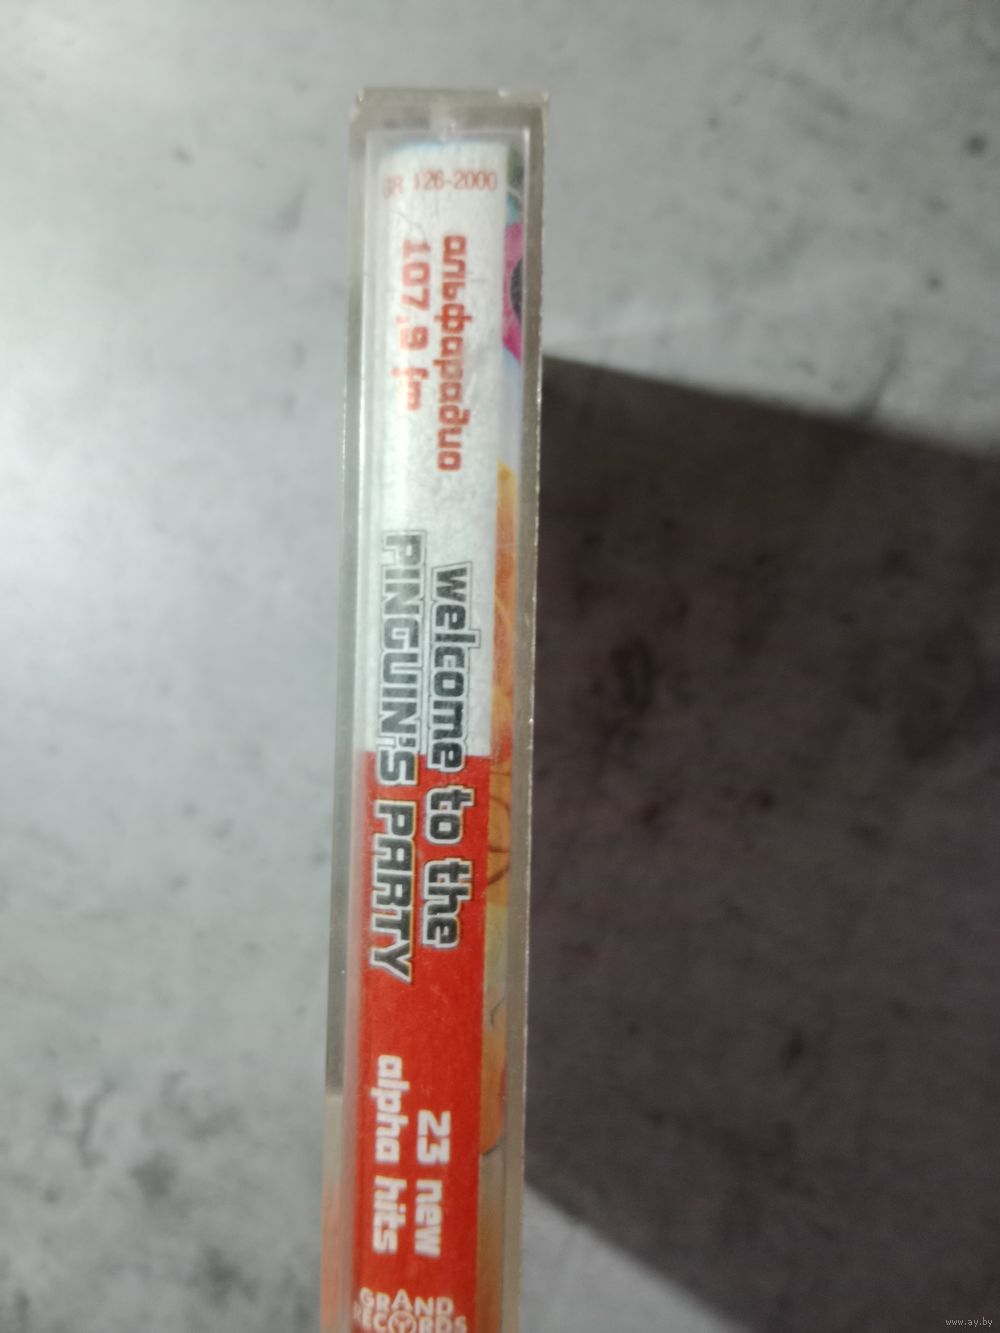 GR 126-2000
альфарадио
107,9 fm
welcome to the
PINGUIN'S PARTY
23 new
alpha hits
GRAND
RECORDS
www.ay.by